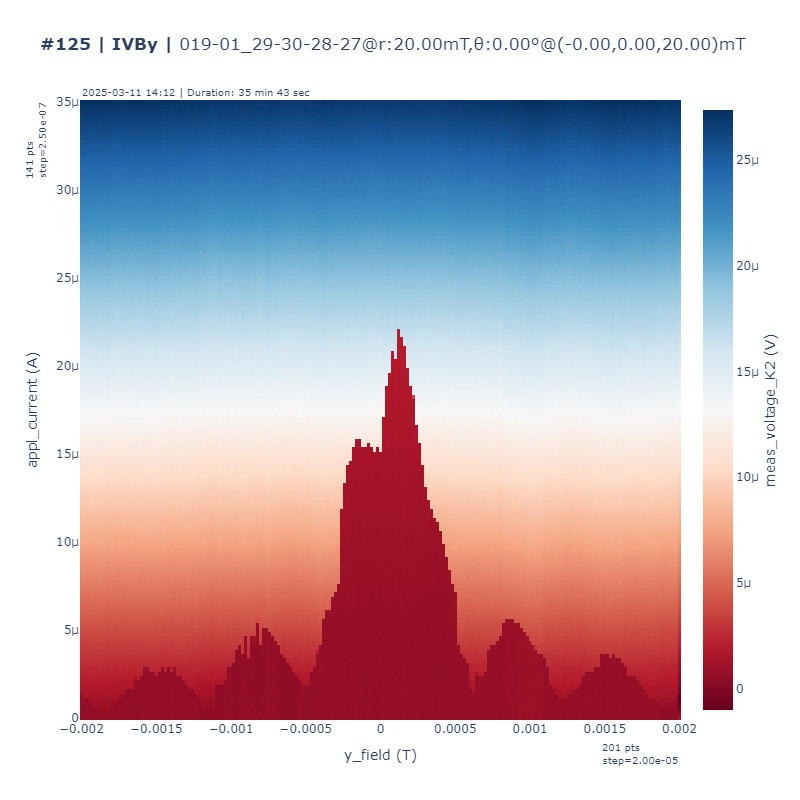 #125 | IVBy | 019-01_29-30-28-27@r:20.00mT,θ:0.00º@(-0.00,0.00,20.00)mT
2025-03-11 14:12 | Duration: 35 min 43 sec
141 pts
step=2.50e-07
35μ
30μ
25μ
20μ
15μ
10μ
5μ
0
appl_current (A)
−0.002
−0.0015
−0.001
−0.0005
0
0.0005
0.001
0.0015
0.002
y_field (T)
201 pts
step=2.00e-05
25μ
20μ
15μ
10μ
5μ
0
meas_voltage_K2 (V)